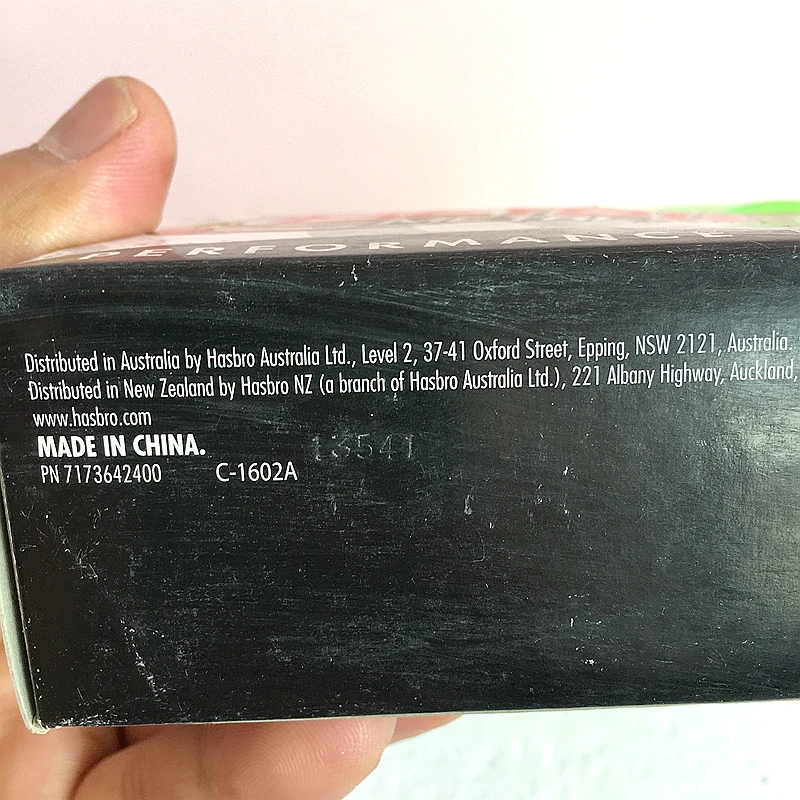 PERFORMANCE
Distributed in Australia by Hasbro Australia Ltd., Level 2, 37-41 Oxford Street, Epping, NSW 2121, Australia.
Distributed in New Zealand by Hasbro NZ (a branch of Hasbro Australia Ltd.), 221 Albany Highway, Auckland,
www.hasbro.com
MADE IN CHINA. 13541
PN 7173642400 C-1602A